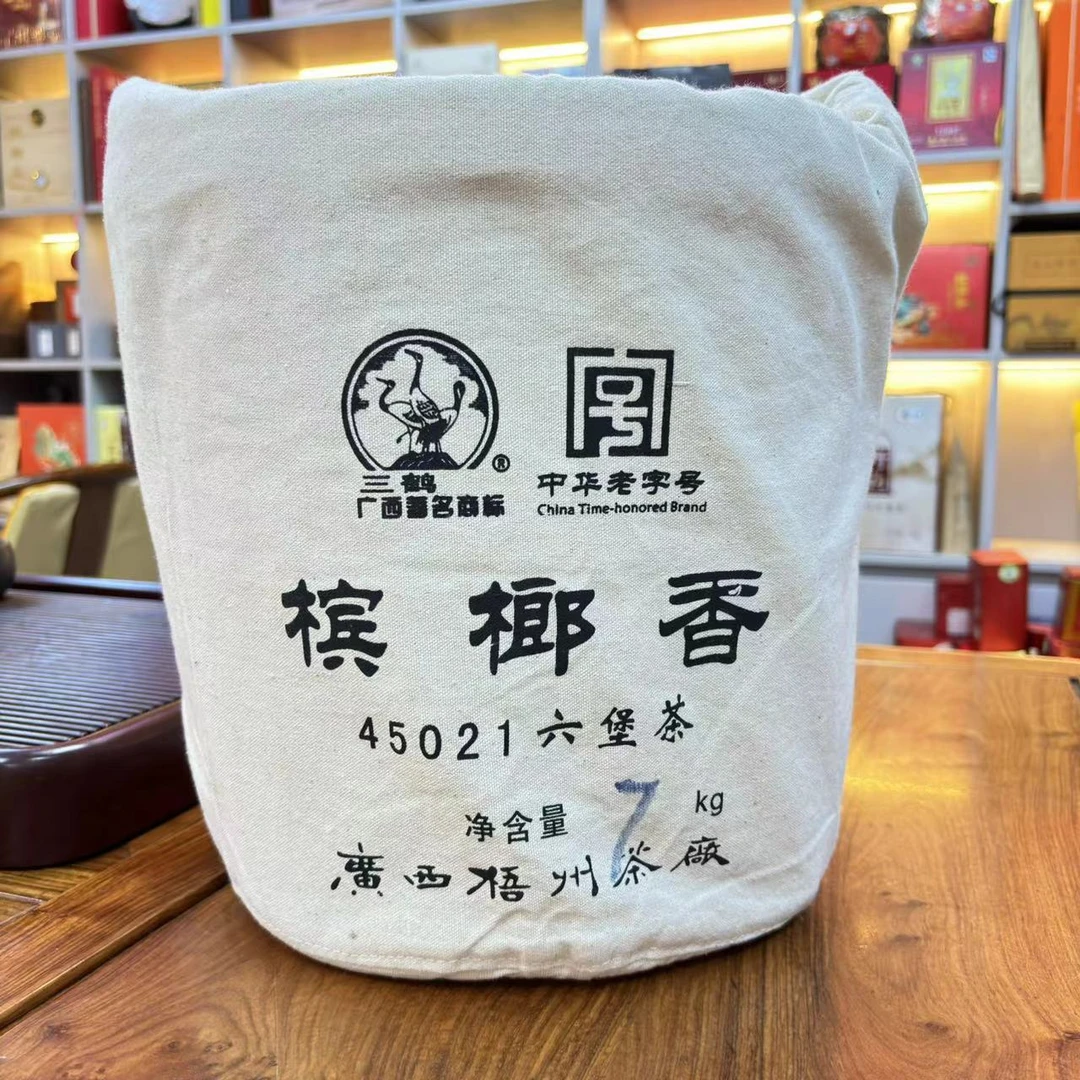 三鹤
广西著名商标
®
号
中华老字号
China Time-honored Brand
槟榔香
45021六堡茶
净含量 7 kg
廣西梧州茶廠